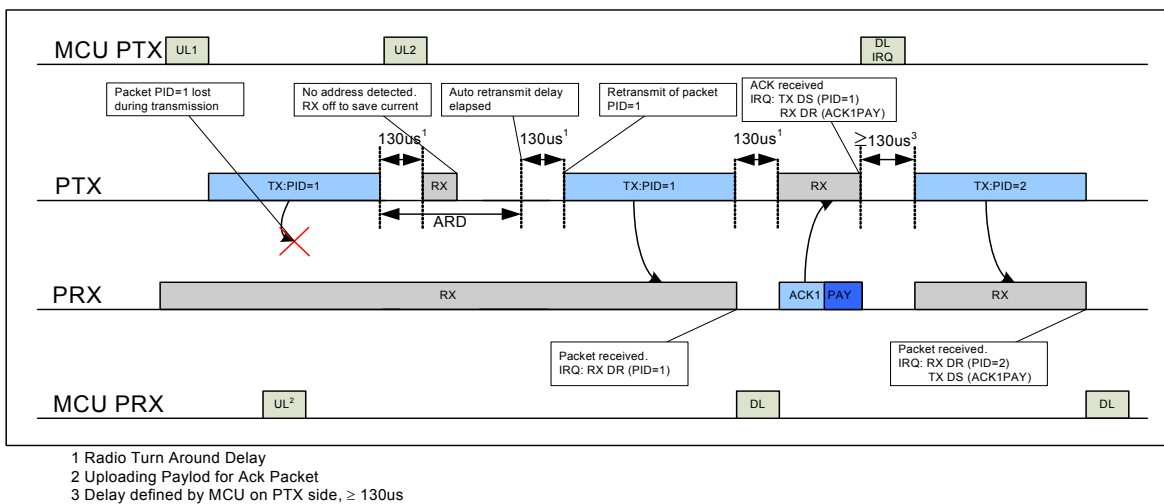 MCU PTX
UL1
UL2
DL
IRQ
Packet PID=1 lost
during transmission
No address detected.
RX off to save current
Auto retransmit delay
elapsed
Retransmit of packet
PID=1
ACK received
IRQ: TX DS (PID=1)
RX DR (ACK1PAY)
130us¹
130us¹
130us¹
≥130us³
PTX
TX:PID=1
RX
TX:PID=1
RX
TX:PID=2
ARD
PRX
RX
ACK1
PAY
RX
Packet received.
IRQ: RX DR (PID=1)
Packet received.
IRQ: RX DR (PID=2)
TX DS (ACK1PAY)
MCU PRX
UL²
DL
DL
1 Radio Turn Around Delay
2 Uploading Paylod for Ack Packet
3 Delay defined by MCU on PTX side, ≥ 130us